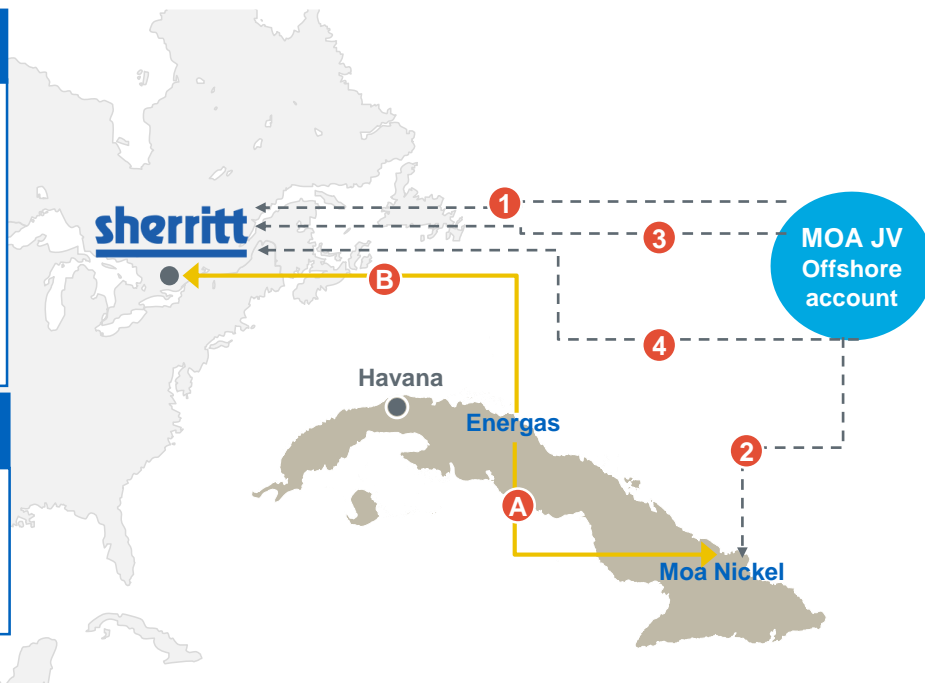 1
sherritt
3
MOA JV
Offshore
account
B
4
Havana
Energas
2
A
Moa Nickel